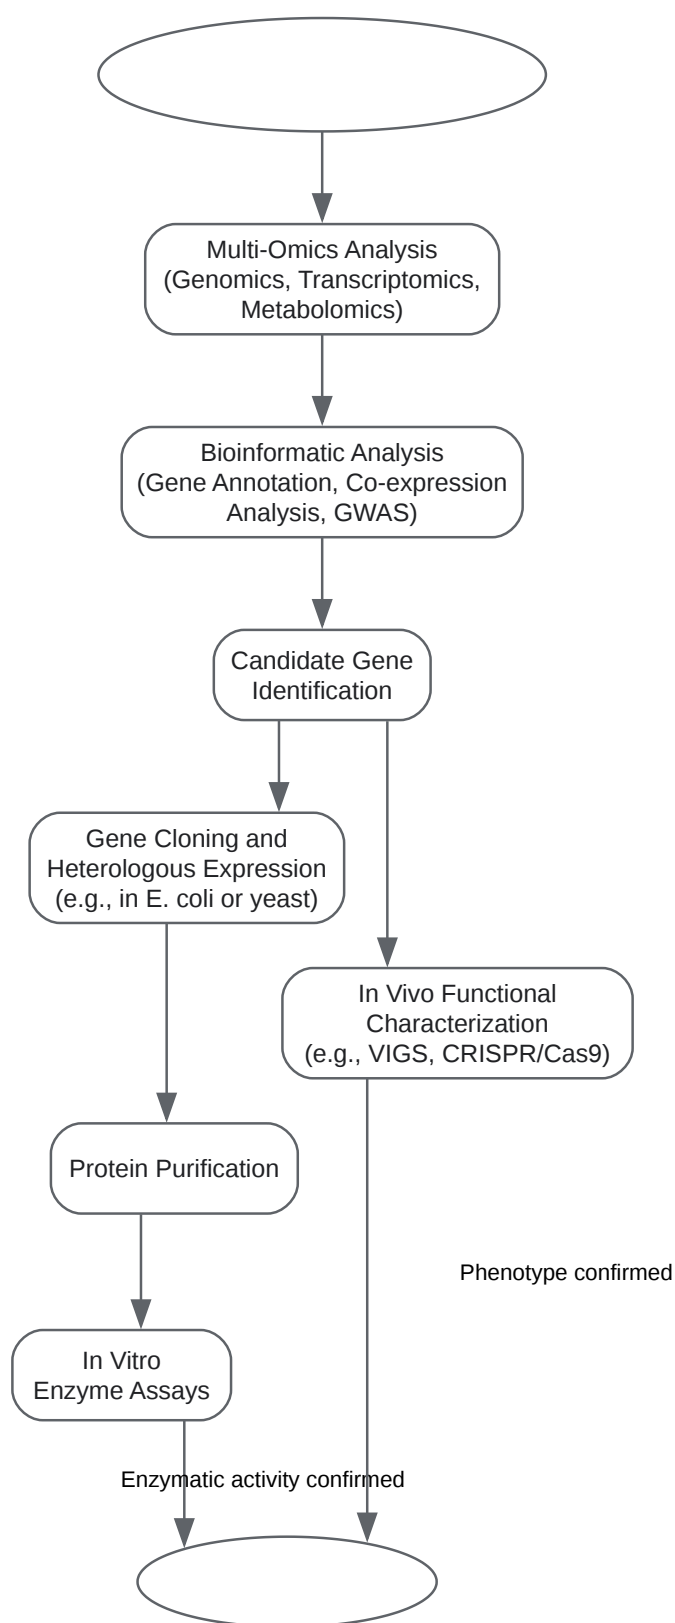 Multi-Omics Analysis
(Genomics, Transcriptomics,
Metabolomics)
Bioinformatic Analysis
(Gene Annotation, Co-expression
Analysis, GWAS)
Candidate Gene
Identification
Gene Cloning and
Heterologous Expression
(e.g., in E. coli or yeast)
In Vivo Functional
Characterization
(e.g., VIGS, CRISPR/Cas9)
Protein Purification
Phenotype confirmed
In Vitro
Enzyme Assays
Enzymatic activity confirmed